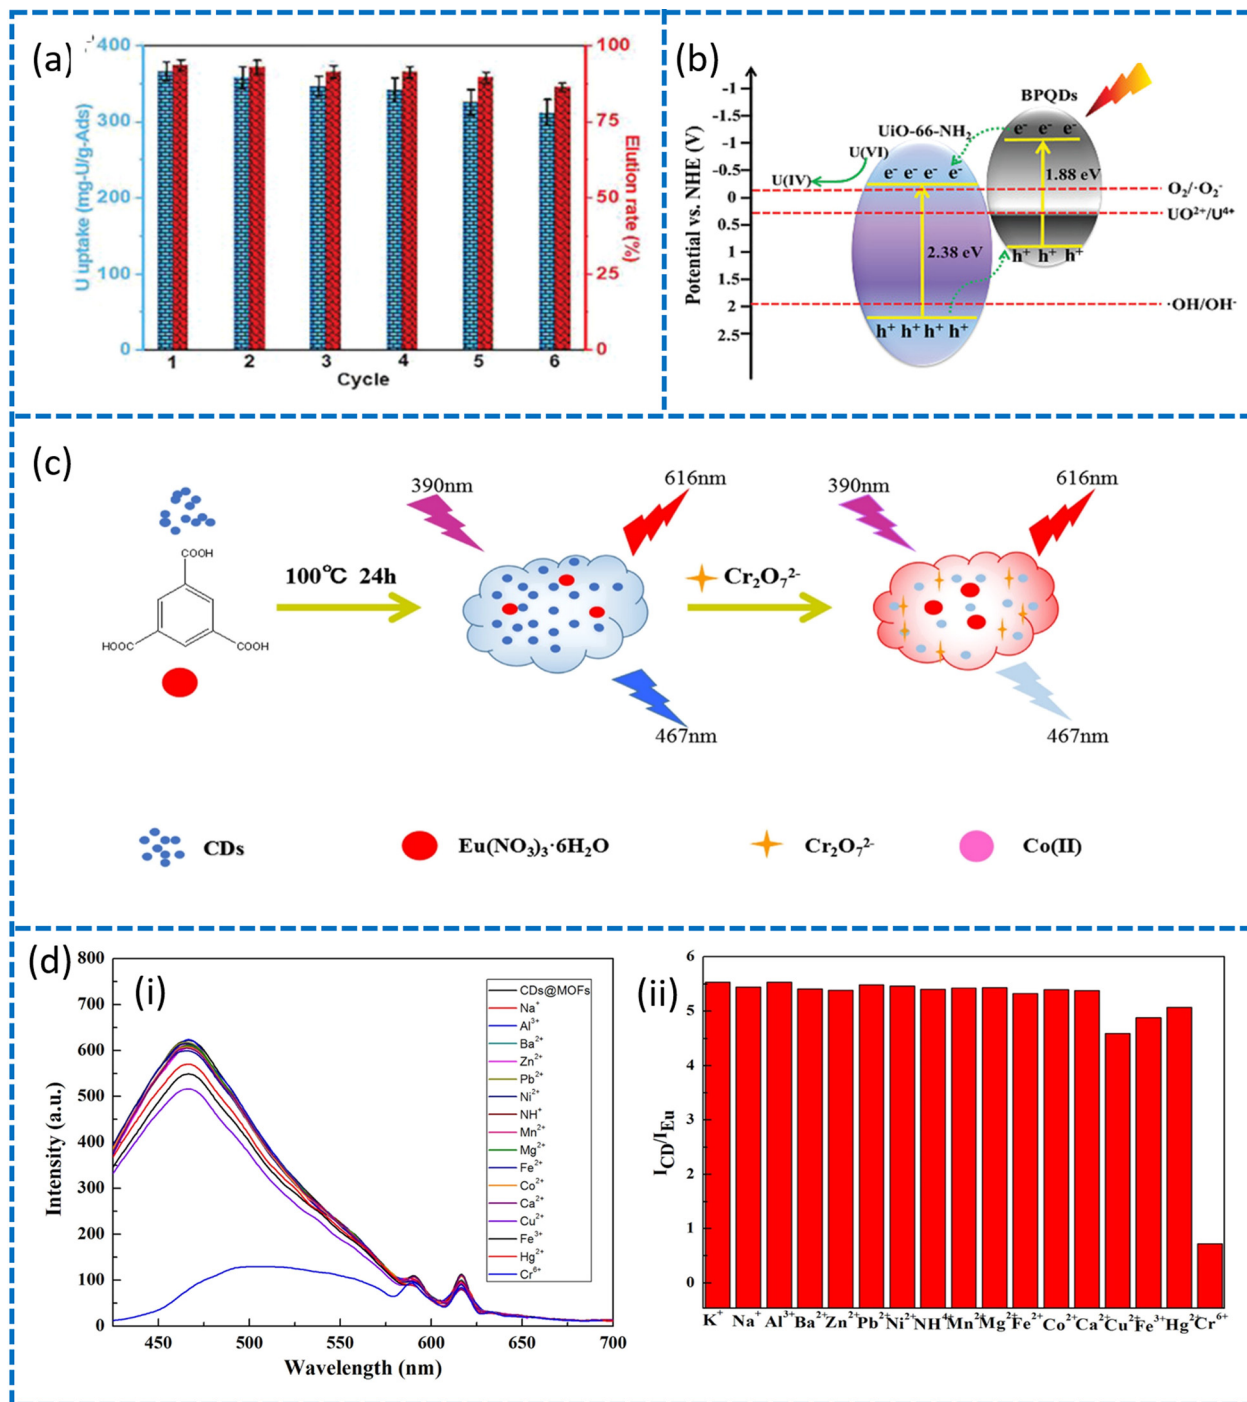 (a)
400
300
200
100
0
U uptake (mg-U/g-Ads)
100
75
50
25
0
Elution rate (%)
1 2 3 4 5 6
Cycle
(b)
Potential vs. NHE (V)
-1
-1.5
-1
-0.5
0
0.5
1
1.5
2
2.5
BPQDs
e- e- e-
UiO-66-NH2
U(VI)
U(IV)
e- e- e- e-
1.88 eV
O2/·O2-
UO2+/U4+
2.38 eV
h+ h+ h+
·OH/OH-
h+ h+ h+ h+
(c)
COOH
HOOC
COOH
100℃ 24h
390nm
616nm
467nm
Cr2O7 2-
390nm
616nm
467nm
CDs
Eu(NO3)3·6H2O
Cr2O7 2-
Co(II)
(d)
(i)
800
700
600
500
400
300
200
100
0
Intensity (a.u.)
CDs@MOFs
Na+
Al3+
Ba2+
Zn2+
Pb2+
Ni2+
NH+
Mn2+
Mg2+
Fe2+
Co2+
Ca2+
Cu2+
Fe3+
Hg2+
Cr6+
450 500 550 600 650 700
Wavelength (nm)
(ii)
6
5
4
3
2
1
0
ICD/IEu
K+ Na+ Al3+ Ba2+ Zn2+ Pb2+ Ni2+ NH4+ Mn2+ Mg2+ Fe2+ Co2+ Ca2+ Cu2+ Fe3+ Hg2+ Cr6+